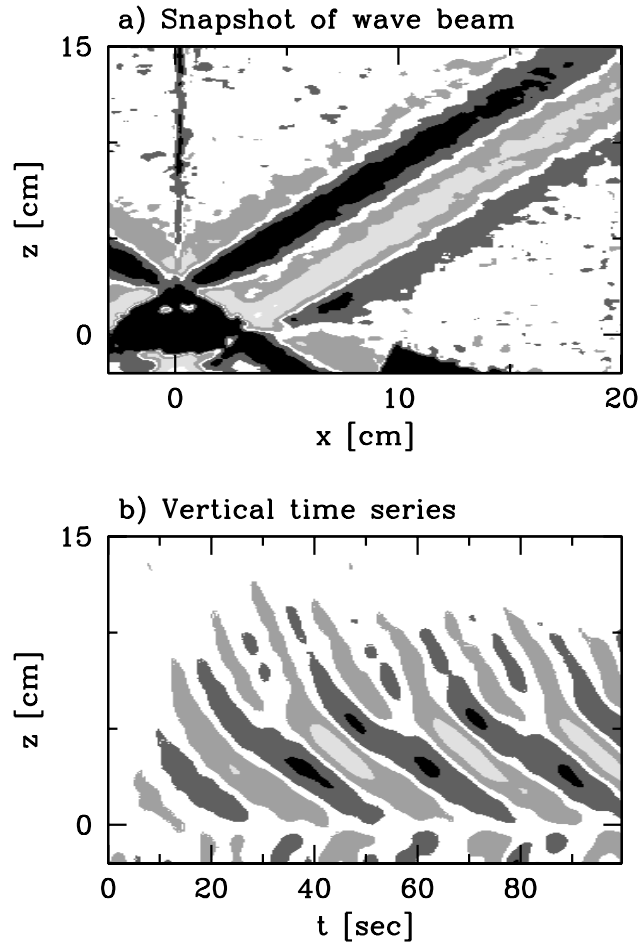 a) Snapshot of wave beam
15
z [cm]
0
0 10 20
x [cm]
b) Vertical time series
15
z [cm]
0
0 20 40 60 80
t [sec]